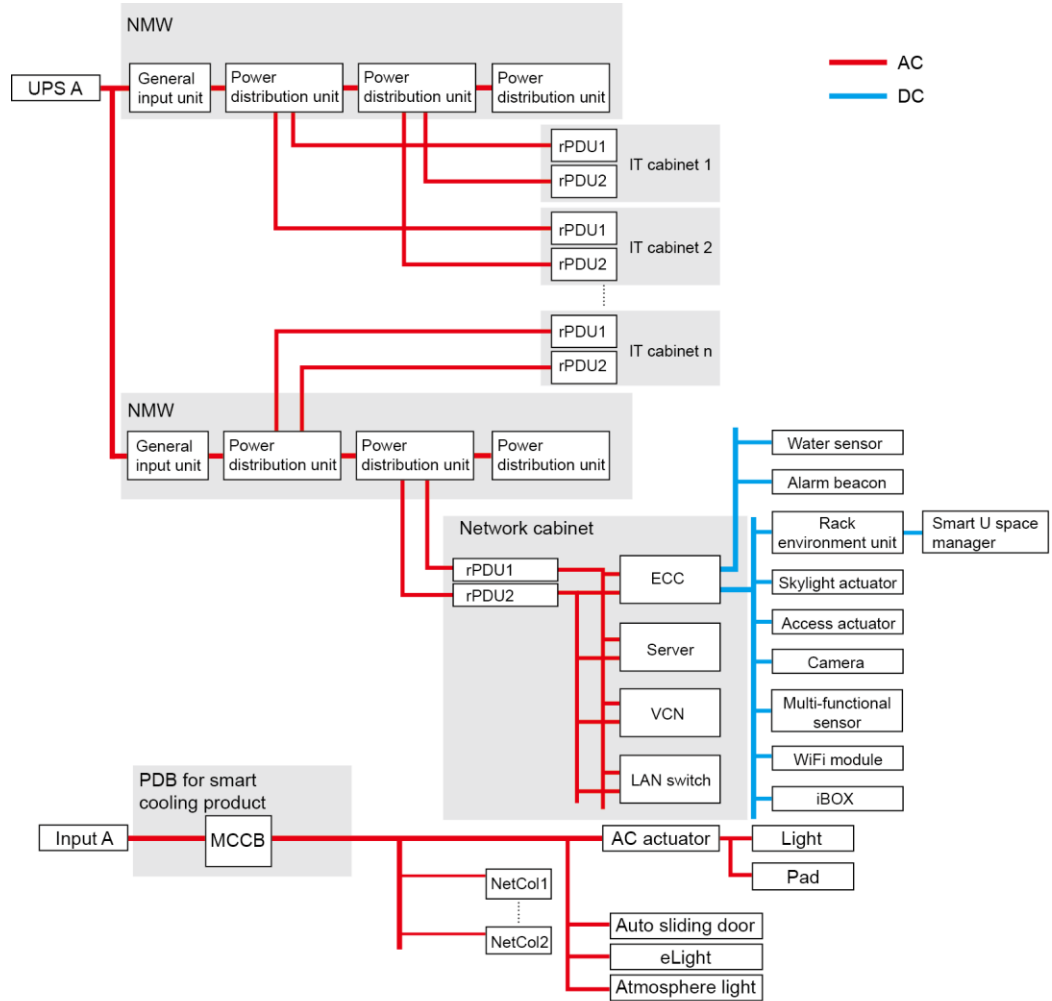 NMW
AC
DC
UPS A
General
input unit
Power
distribution unit
Power
distribution unit
Power
distribution unit
rPDU1
rPDU2
IT cabinet 1
rPDU1
rPDU2
IT cabinet 2
rPDU1
rPDU2
IT cabinet n
NMW
General
input unit
Power
distribution unit
Power
distribution unit
Power
distribution unit
Water sensor
Alarm beacon
Rack
environment unit
Smart U space
manager
Skylight actuator
Access actuator
Camera
Multi-functional
sensor
WiFi module
iBOX
Network cabinet
rPDU1
rPDU2
ECC
Server
VCN
LAN switch
PDB for smart
cooling product
Input A
MCCB
AC actuator
Light
Pad
NetCol1
NetCol2
Auto sliding door
eLight
Atmosphere light